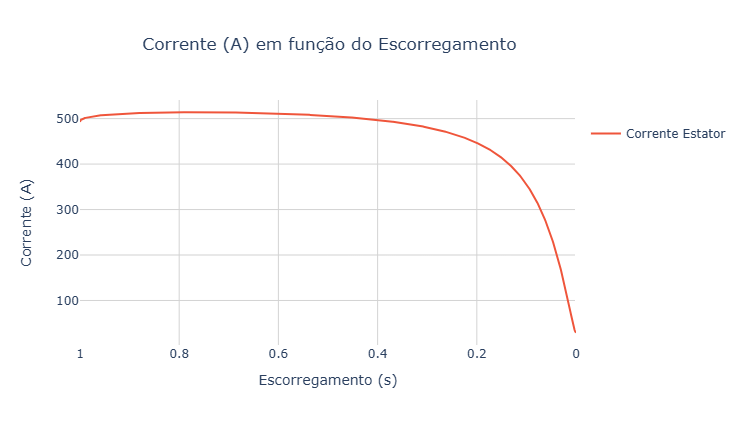 Corrente (A) em função do Escorregamento
500
400
300
200
100
Corrente (A)
1
0.8
0.6
0.4
0.2
0
Escorregamento (s)
Corrente Estator